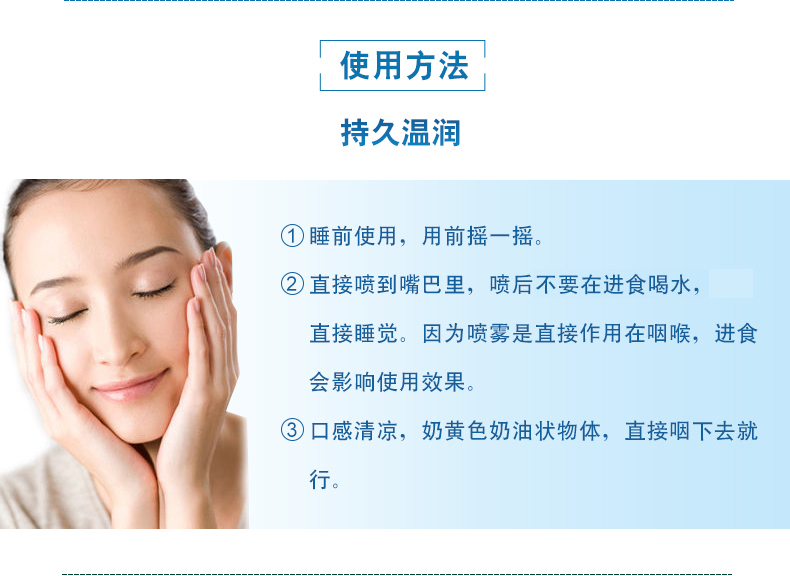 使用方法
持久温润
①睡前使用，用前摇一摇。
②直接喷到嘴巴里，喷后不要在进食喝水，
直接睡觉。因为喷雾是直接作用在咽喉，进食
会影响使用效果。
③口感清凉，奶黄色奶油状物体，直接咽下去就
行。